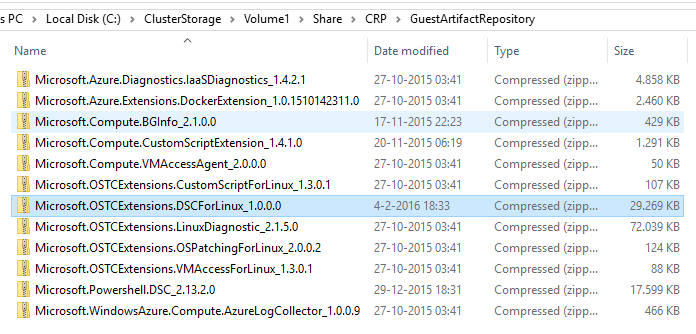 s PC > Local Disk (C:) > ClusterStorage > Volume1 > Share > CRP > GuestArtifactRepository
Name Date modified Type Size
Microsoft.Azure.Diagnostics.IaaSDiagnostics_1.4.2.1 27-10-2015 03:41 Compressed (zipp... 4.858 KB
Microsoft.Azure.Extensions.DockerExtension_1.0.1510142311.0 27-10-2015 03:41 Compressed (zipp... 2.460 KB
Microsoft.Compute.BGInfo_2.1.0.0 17-11-2015 22:23 Compressed (zipp... 429 KB
Microsoft.Compute.CustomScriptExtension_1.4.1.0 20-11-2015 06:19 Compressed (zipp... 1.291 KB
Microsoft.Compute.VMAccessAgent_2.0.0.0 27-10-2015 03:41 Compressed (zipp... 50 KB
Microsoft.OSTCExtensions.CustomScriptForLinux_1.3.0.1 27-10-2015 03:41 Compressed (zipp... 107 KB
Microsoft.OSTCExtensions.DSCForLinux_1.0.0.0 4-2-2016 18:33 Compressed (zipp... 29.269 KB
Microsoft.OSTCExtensions.LinuxDiagnostic_2.1.5.0 27-10-2015 03:41 Compressed (zipp... 72.039 KB
Microsoft.OSTCExtensions.OSPatchingForLinux_2.0.0.2 27-10-2015 03:41 Compressed (zipp... 124 KB
Microsoft.OSTCExtensions.VMAccessForLinux_1.3.0.1 27-10-2015 03:41 Compressed (zipp... 88 KB
Microsoft.Powershell.DSC_2.13.2.0 29-12-2015 18:31 Compressed (zipp... 17.599 KB
Microsoft.WindowsAzure.Compute.AzureLogCollector_1.0.0.9 27-10-2015 03:41 Compressed (zipp... 466 KB